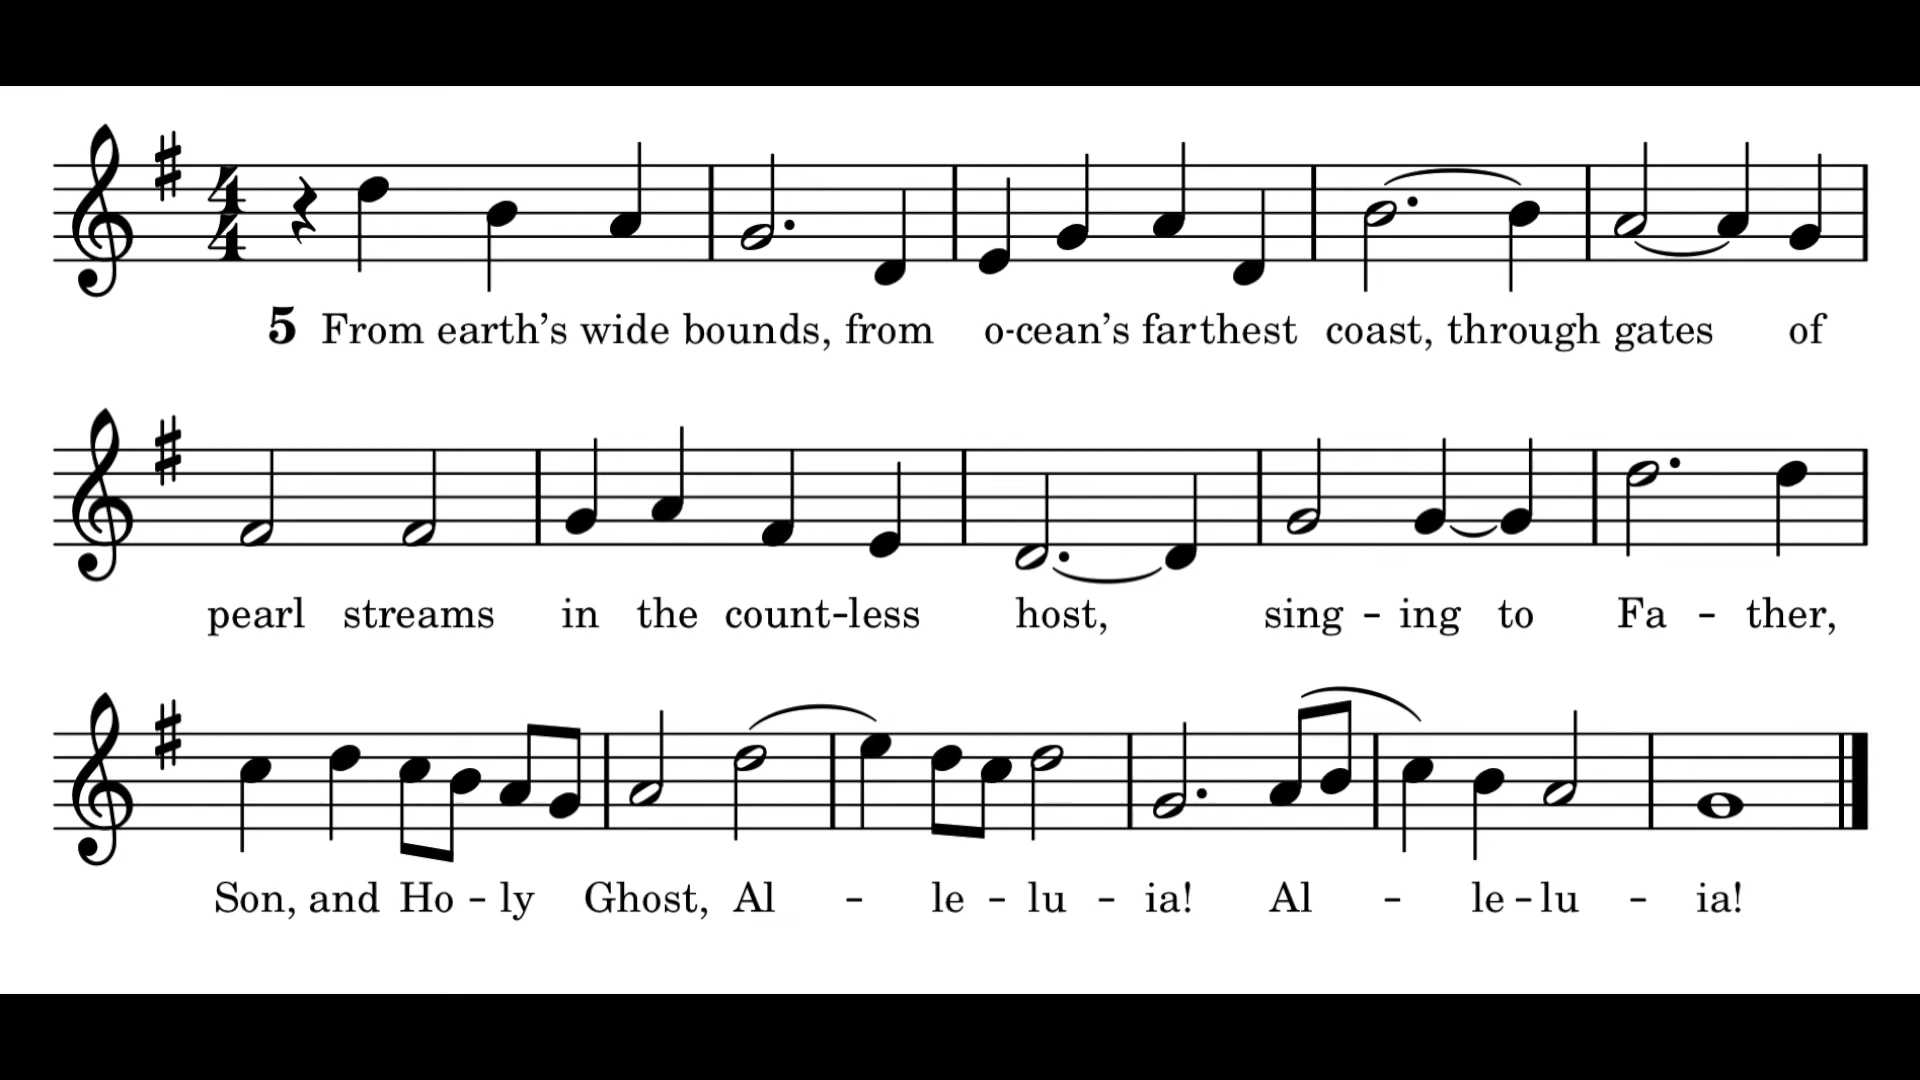 5 From earth's wide bounds, from o-cean's farthest coast, through gates of
pearl streams in the count-less host, sing - ing to Fa - ther,
Son, and Ho - ly Ghost, Al - le - lu - ia! Al - le - lu - ia!